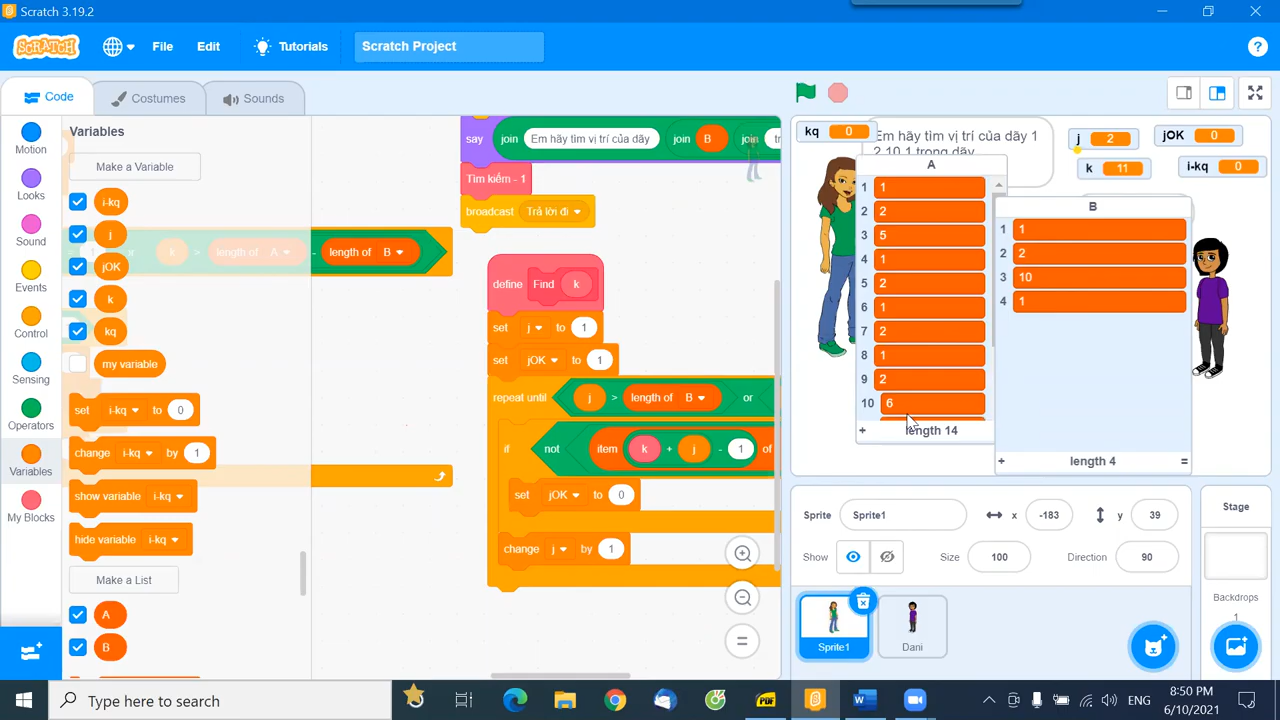 Scratch 3.19.2
SCRATCH
File
Edit
Tutorials
Scratch Project
?
Code
Costumes
Sounds
Motion
Looks
Sound
Events
Control
Sensing
Operators
Variables
My Blocks
Variables
Make a Variable
i-kq
j
jOK
k
kq
my variable
set i-kq to 0
change i-kq by 1
show variable i-kq
hide variable i-kq
Make a List
A
B
k > length of A - length of B
say join Em hãy tìm vị trí của dãy join B join
Tìm kiếm - 1
broadcast Trả lời đi
define Find k
set j to 1
set jOK to 1
repeat until j > length of B or
if not item k + j - 1 of
set jOK to 0
change j by 1
kq 0
Em hãy tìm vị trí của dãy 1
2 10 1 trong dãy
j 2
jOK 0
k 11
i-kq 0
A
1 1
2 2
3 5
4 1
5 2
6 1
7 2
8 1
9 2
10 6
+ length 14
B
1 1
2 2
3 10
4 1
+ length 4 =
Sprite
Sprite1
x -183
y 39
Show
Size 100
Direction 90
Sprite1
Dani
Stage
Backdrops
1
Type here to search
PDF
ENG
8:50 PM
6/10/2021